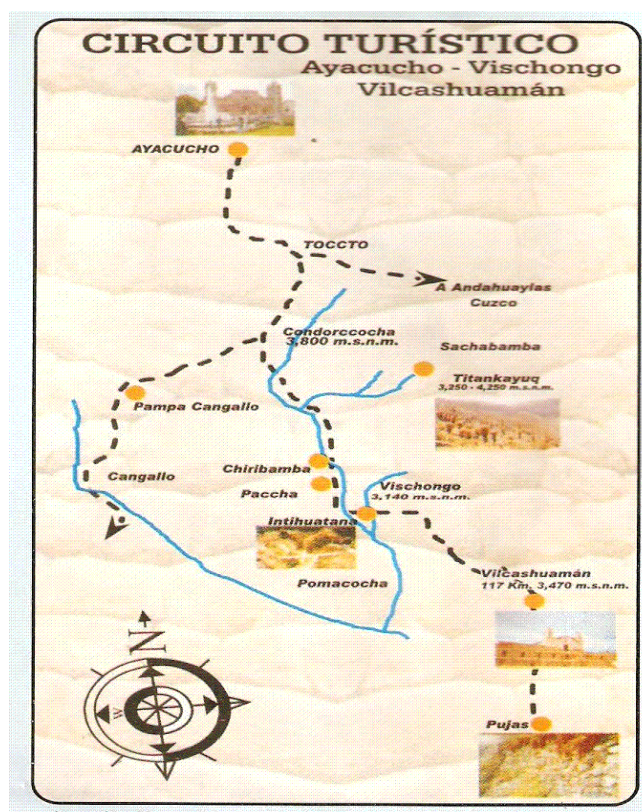 CIRCUITO TURÍSTICO
Ayacucho - Vischongo
Vilcashuamán
AYACUCHO
TOCCTO
A Andahuaylas
Cuzco
Condorccocha
3,800 m.s.n.m.
Sachabamba
Titankayuq
3,250 - 4,250 m.s.n.m.
Pampa Cangallo
Cangallo
Chiribamba
Paccha
Vischongo
3,140 m.s.n.m.
Intihuatana
Pomacocha
Vilcashuamán
117 Km. 3,470 m.s.n.m.
N
W
Pujas